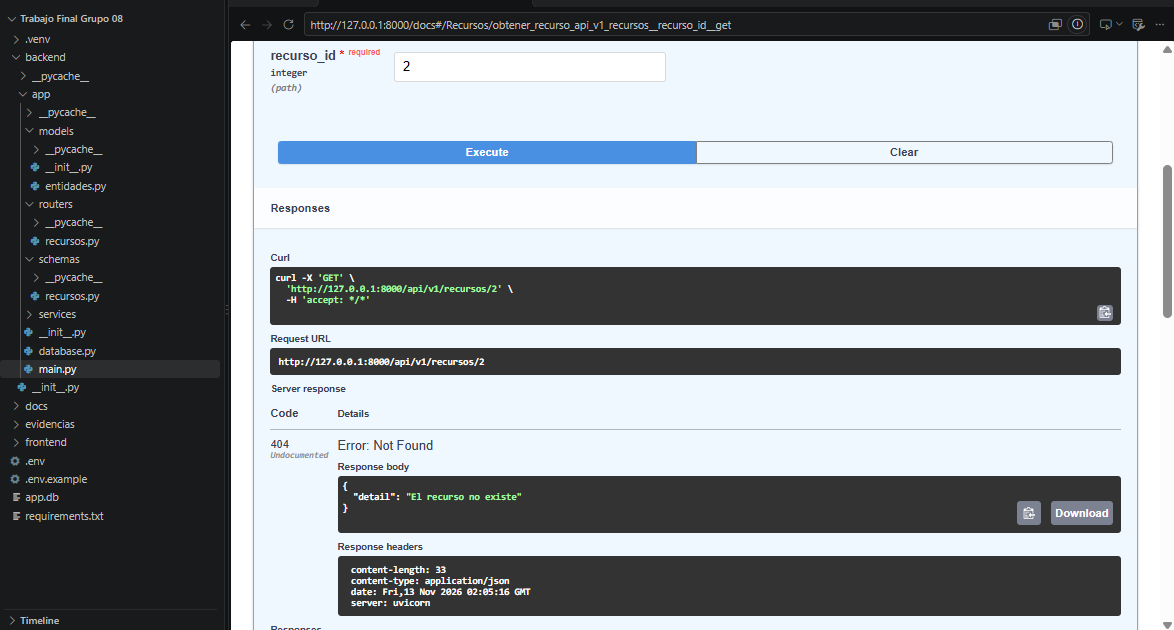 Trabajo Final Grupo 08
.venv
backend
__pycache__
app
__pycache__
models
__pycache__
__init__.py
entidades.py
routers
__pycache__
recursos.py
schemas
__pycache__
recursos.py
services
__init__.py
database.py
main.py
__init__.py
docs
evidencias
frontend
.env
.env.example
app.db
requirements.txt
Timeline
http://127.0.0.1:8000/docs#/Recursos/obtener_recurso_api_v1_recursos__recurso_id__get
recurso_id * required
integer
(path)
2
Execute
Clear
Responses
Curl
curl -X 'GET' \
'http://127.0.0.1:8000/api/v1/recursos/2' \
-H 'accept: */*'
Request URL
http://127.0.0.1:8000/api/v1/recursos/2
Server response
Code Details
404
Undocumented
Error: Not Found
Response body
{
"detail": "El recurso no existe"
}
Download
Response headers
content-length: 33
content-type: application/json
date: Fri,13 Nov 2026 02:05:16 GMT
server: uvicorn
Responses